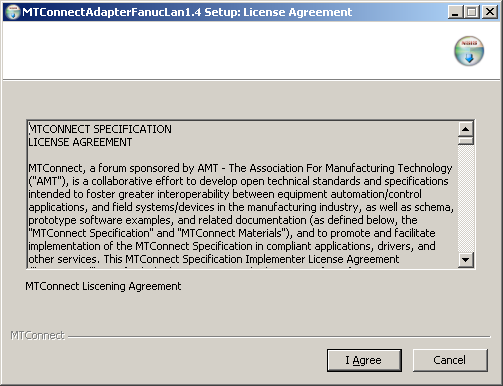 MTConnectAdapterFanucLan1.4 Setup: License Agreement
MTCONNECT SPECIFICATION
LICENSE AGREEMENT
MTConnect, a forum sponsored by AMT - The Association For Manufacturing Technology
("AMT"), is a collaborative effort to develop open technical standards and specifications
intended to foster greater interoperability between equipment automation/control
applications, and field systems/devices in the manufacturing industry, as well as schema,
prototype software examples, and related documentation (as defined below, the
"MTConnect Specification" and "MTConnect Materials"), and to promote and facilitate
implementation of the MTConnect Specification in compliant applications, drivers, and
other services. This MTConnect Specification Implementer License Agreement
MTConnect Liscening Agreement
MTConnect
I Agree
Cancel